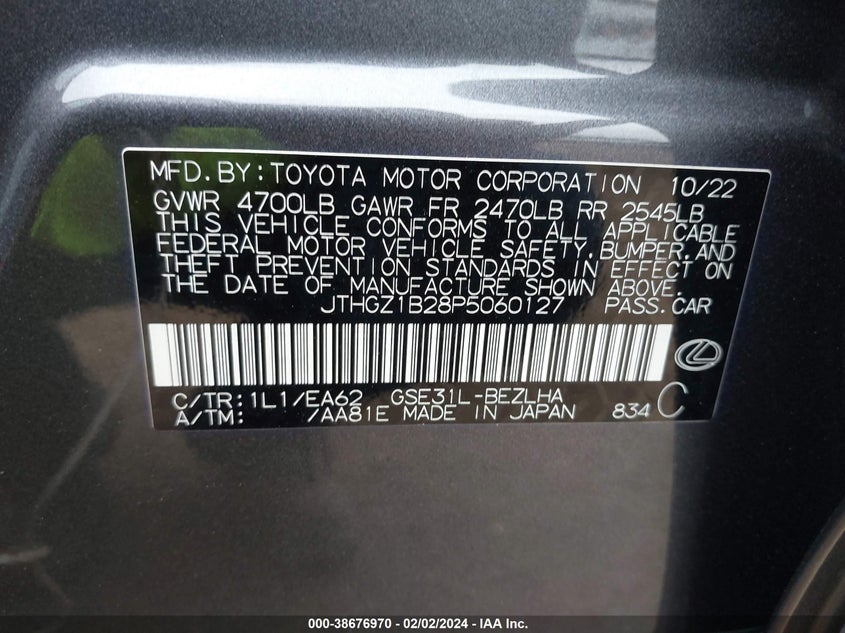 MFD. BY: TOYOTA MOTOR CORPORATION 10/22
GVWR 4700LB GAWR FR 2470LB RR 2545LB
THIS VEHICLE CONFORMS TO ALL APPLICABLE
FEDERAL MOTOR VEHICLE SAFETY, BUMPER, AND
THEFT PREVENTION STANDARDS IN EFFECT ON
THE DATE OF MANUFACTURE SHOWN ABOVE.
JTHGZ1B28P5060127 PASS. CAR
C/TR: 1L1/EA62 GSE31L-BEZLHA
A/TM: /AA81E MADE IN JAPAN 834 C
000-38676970 - 02/02/2024 - IAA Inc.